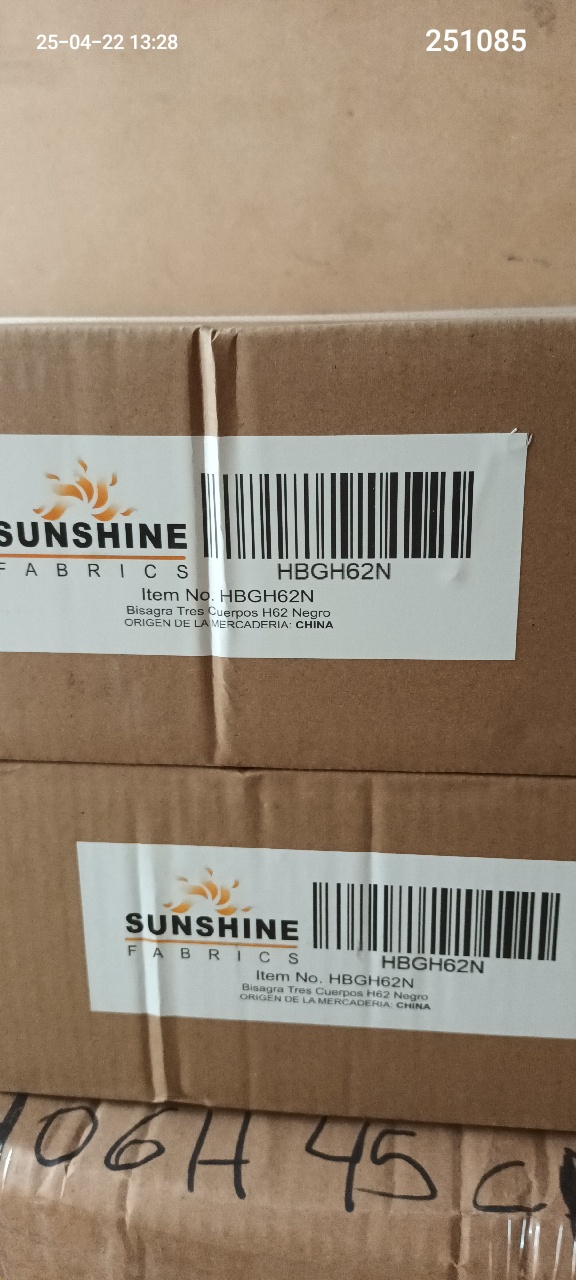 25-04-22 13:28
251085
SUNSHINE
FABRICS
HBGH62N
Item No. HBGH62N
Bisagra Tres Cuerpos H62 Negro
ORIGEN DE LA MERCADERIA: CHINA
SUNSHINE
FABRICS
HBGH62N
Item No. HBGH62N
Bisagra Tres Cuerpos H62 Negro
ORIGEN DE LA MERCADERIA: CHINA
06H 45